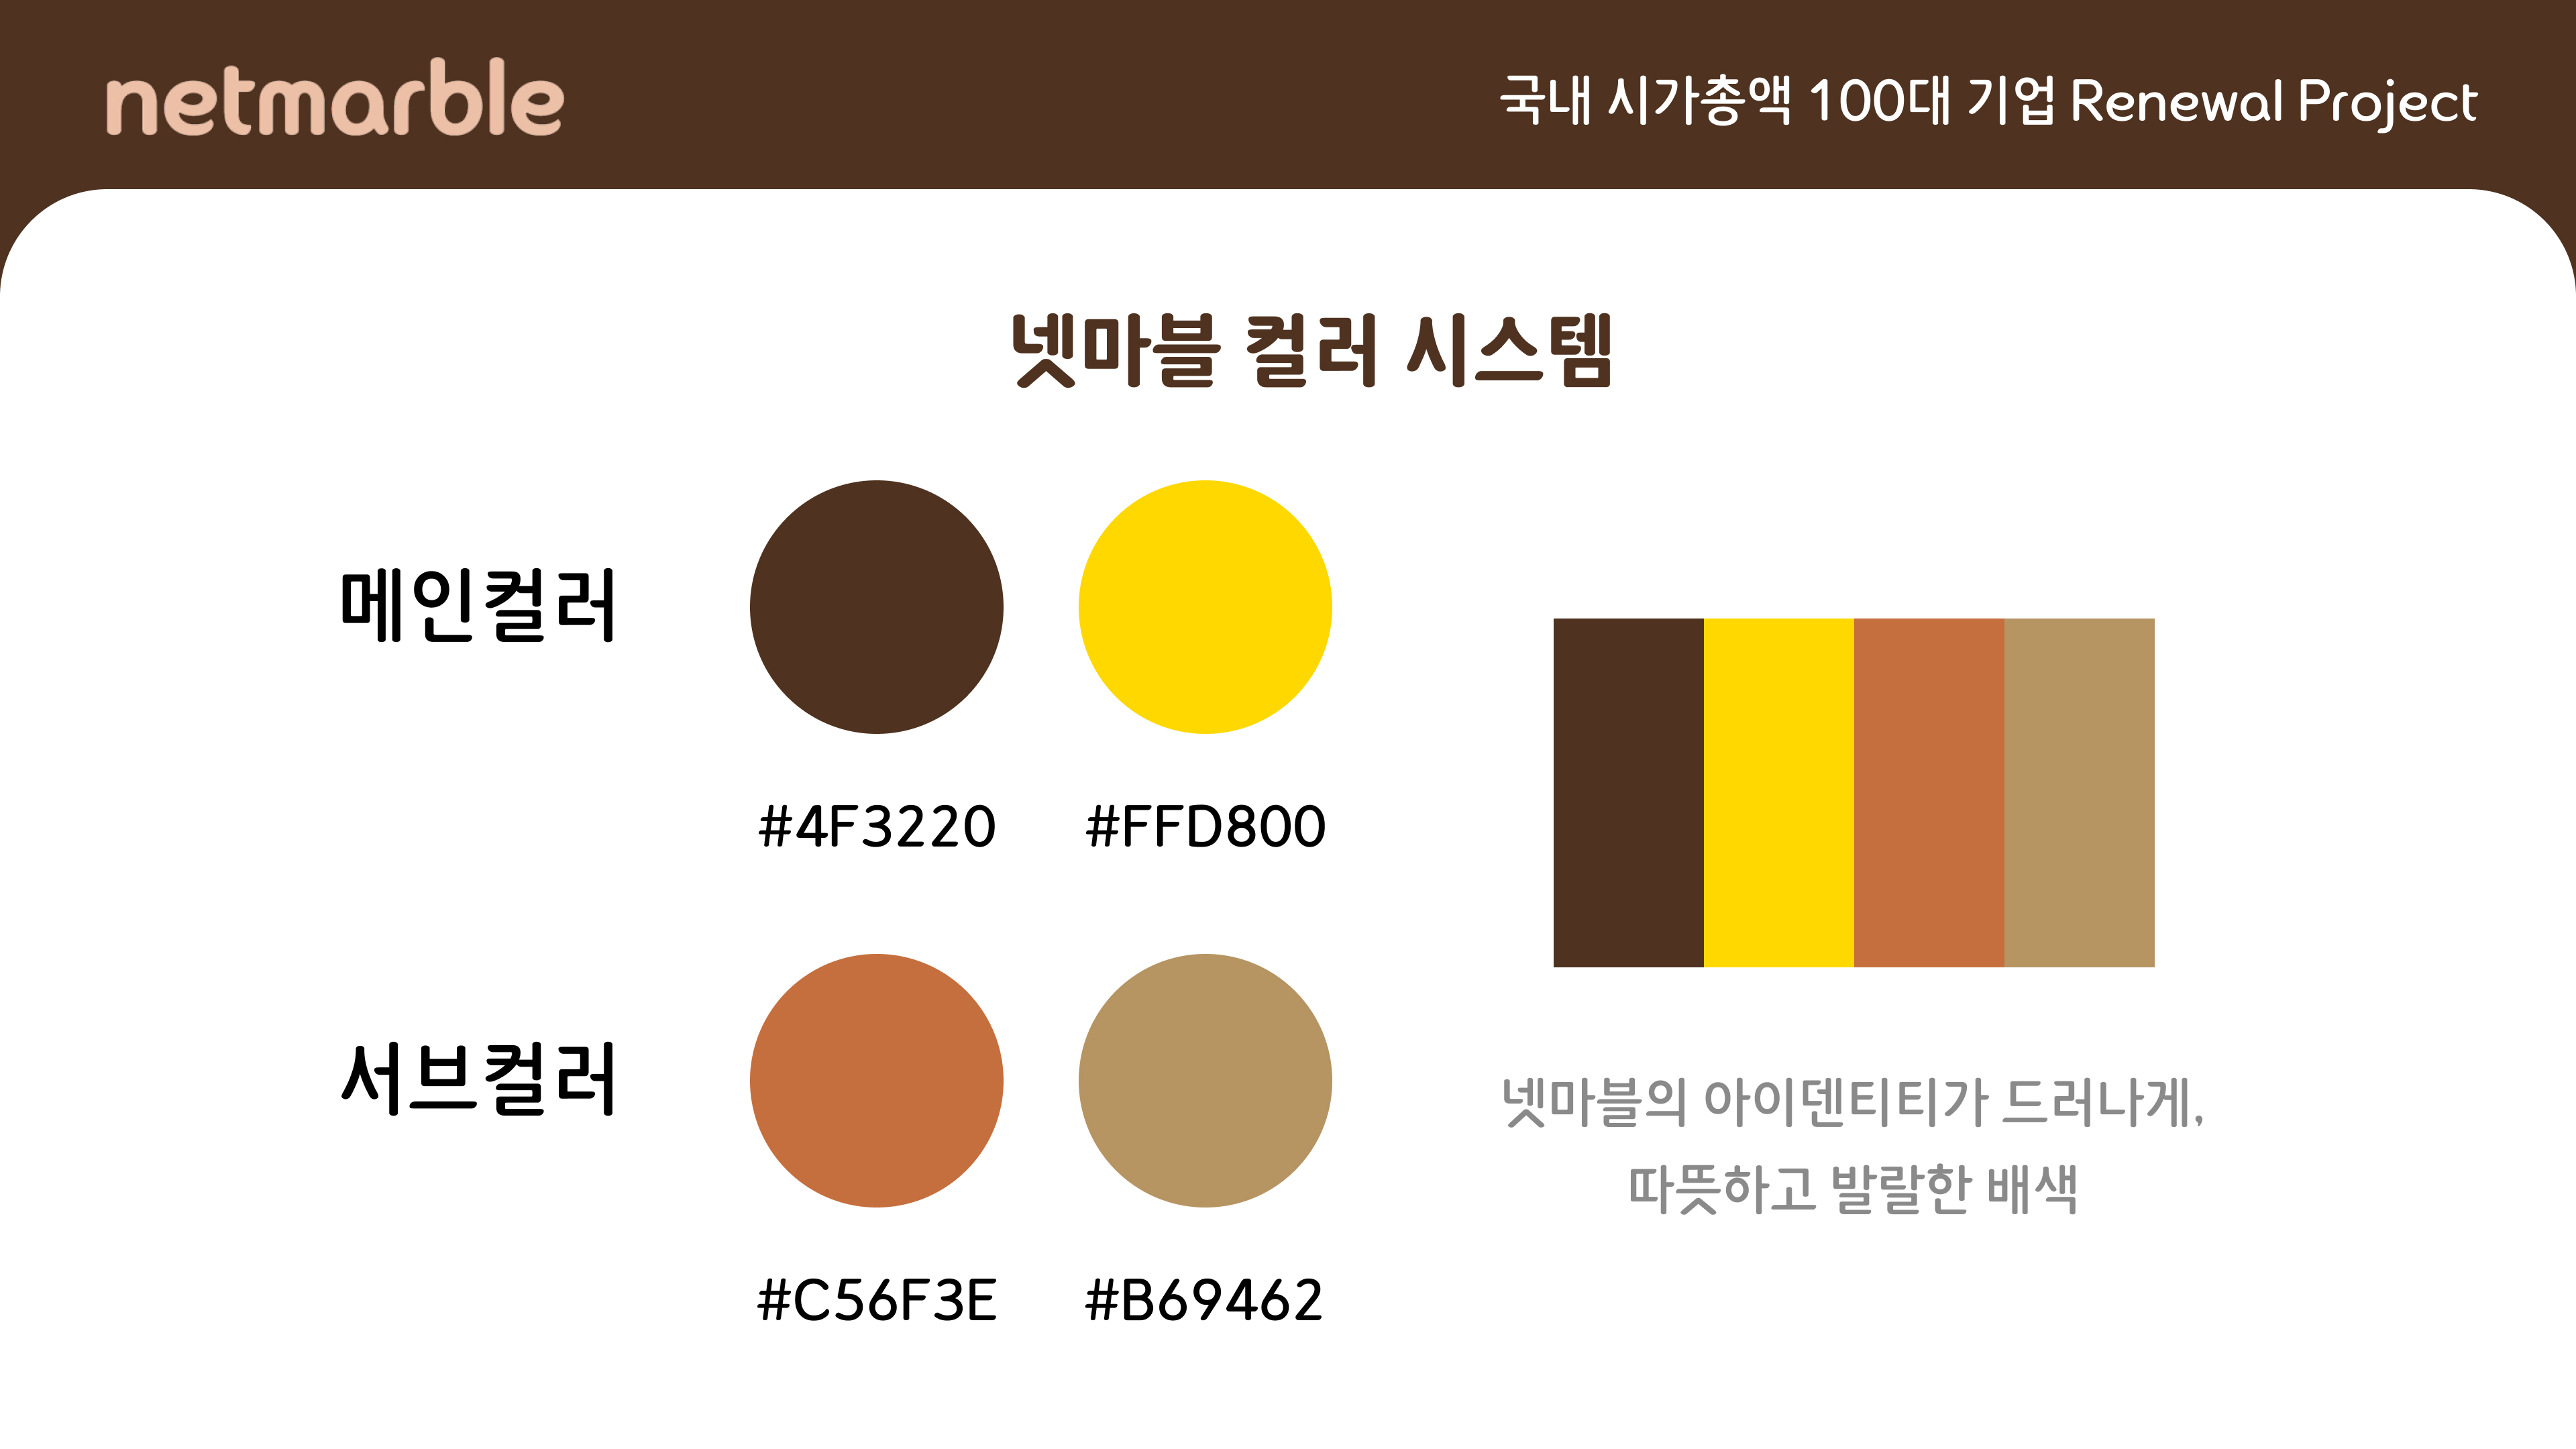 netmarble
국내 시가총액 100대 기업 Renewal Project
넷마블 컬러 시스템
메인컬러
#4F3220
#FFD800
서브컬러
#C56F3E
#B69462
넷마블의 아이덴티티가 드러나게,
따뜻하고 발랄한 배색